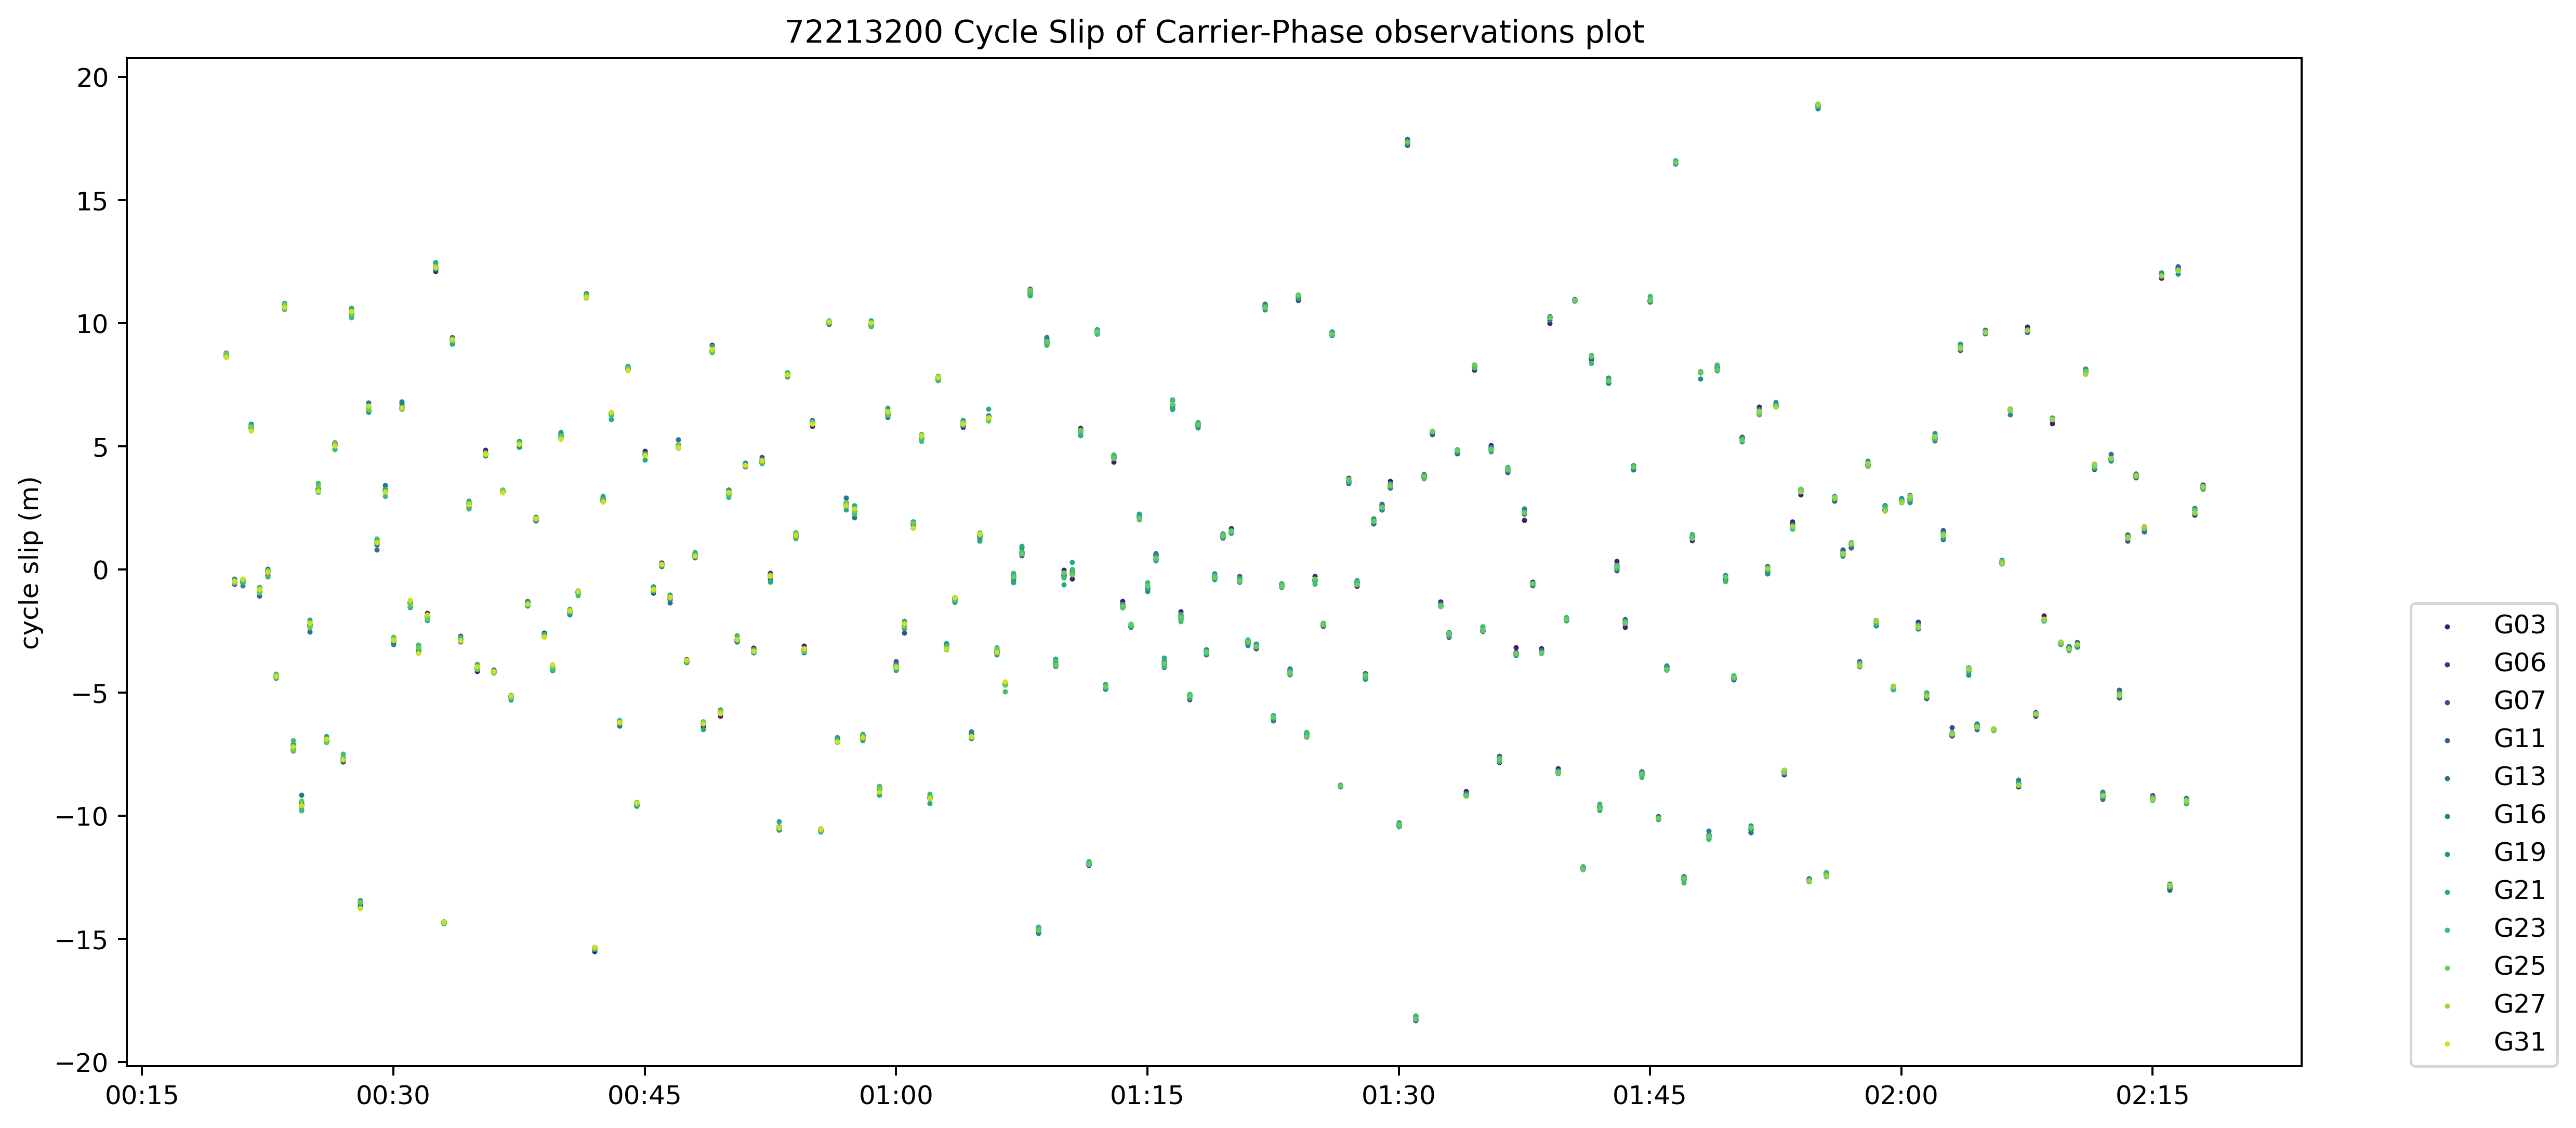 72213200 Cycle Slip of Carrier-Phase observations plot
20
15
10
5
0
−5
−10
−15
−20
cycle slip (m)
00:15 00:30 00:45 01:00 01:15 01:30 01:45 02:00 02:15
G03
G06
G07
G11
G13
G16
G19
G21
G23
G25
G27
G31